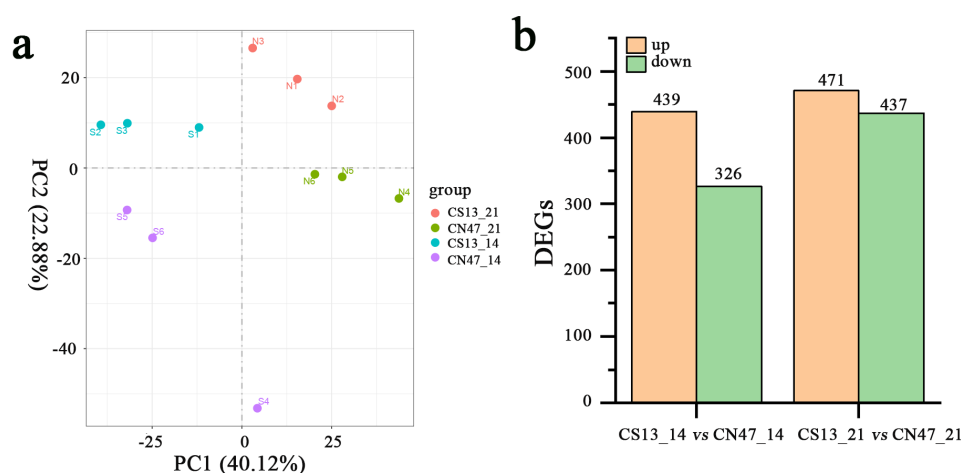 a
PC2 (22.88%)
20
0
-20
-40
N3
N1
N2
S2
S3
S1
N6
N5
N4
S5
S6
S4
-25
0
25
PC1 (40.12%)
group
CS13_21
CN47_21
CS13_14
CN47_14
b
up
down
DEGs
500
400
300
200
100
0
439
326
471
437
CS13_14 vs CN47_14
CS13_21 vs CN47_21